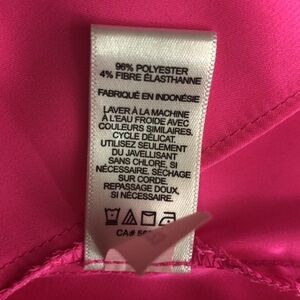 96% POLYESTER
4% FIBRE ÉLASTHANNE
FABRIQUÉ EN INDONÉSIE
LAVER À LA MACHINE
À L'EAU FROIDE AVEC
COULEURS SIMILAIRES,
CYCLE DÉLICAT.
UTILISEZ SEULEMENT
DU JAVELLISANT
SANS CHLORE, SI
NÉCESSAIRE, SÉCHAGE
SUR CORDE.
REPASSAGE DOUX,
SI NÉCESSAIRE.
CA#